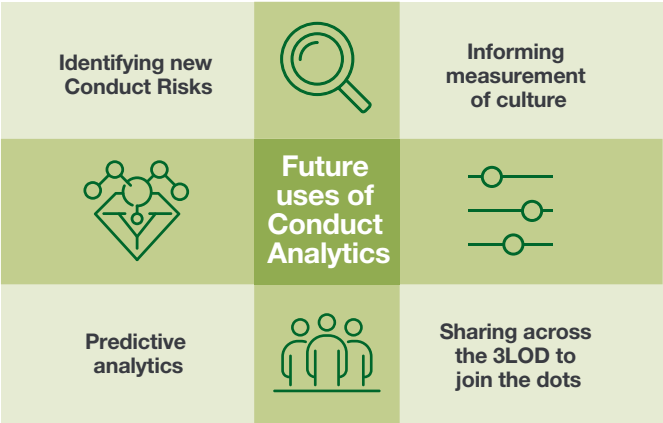 Identifying new
Conduct Risks
Informing
measurement
of culture
Future
uses of
Conduct
Analytics
Predictive
analytics
Sharing across
the 3LOD to
join the dots